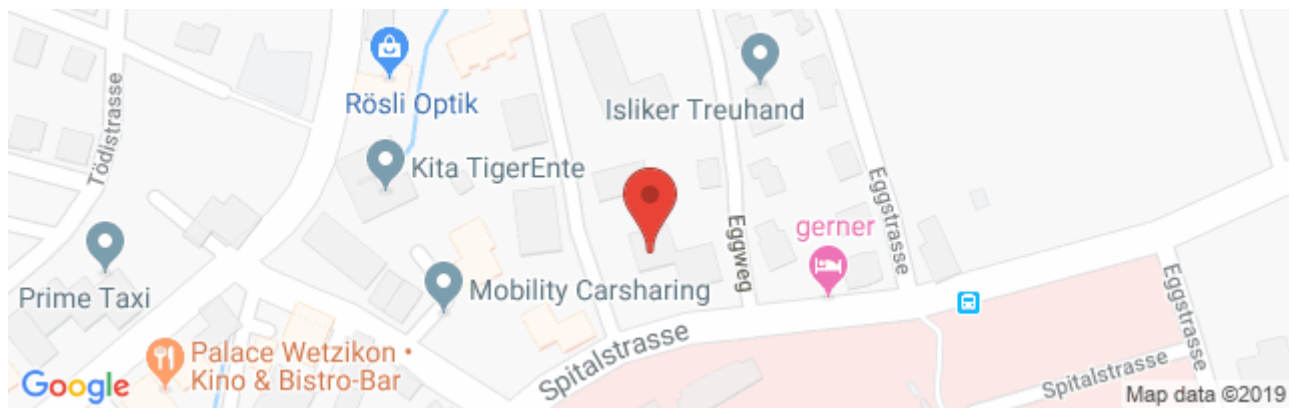 Rösli Optik
Isliker Treuhand
Tödistrasse
Kita TigerEnte
Eggstrasse
Eggweg
gerner
Prime Taxi
Mobility Carsharing
Eggstrasse
Palace Wetzikon •
Kino & Bistro-Bar
Spitalstrasse
Spitalstrasse
Google
Map data ©2019